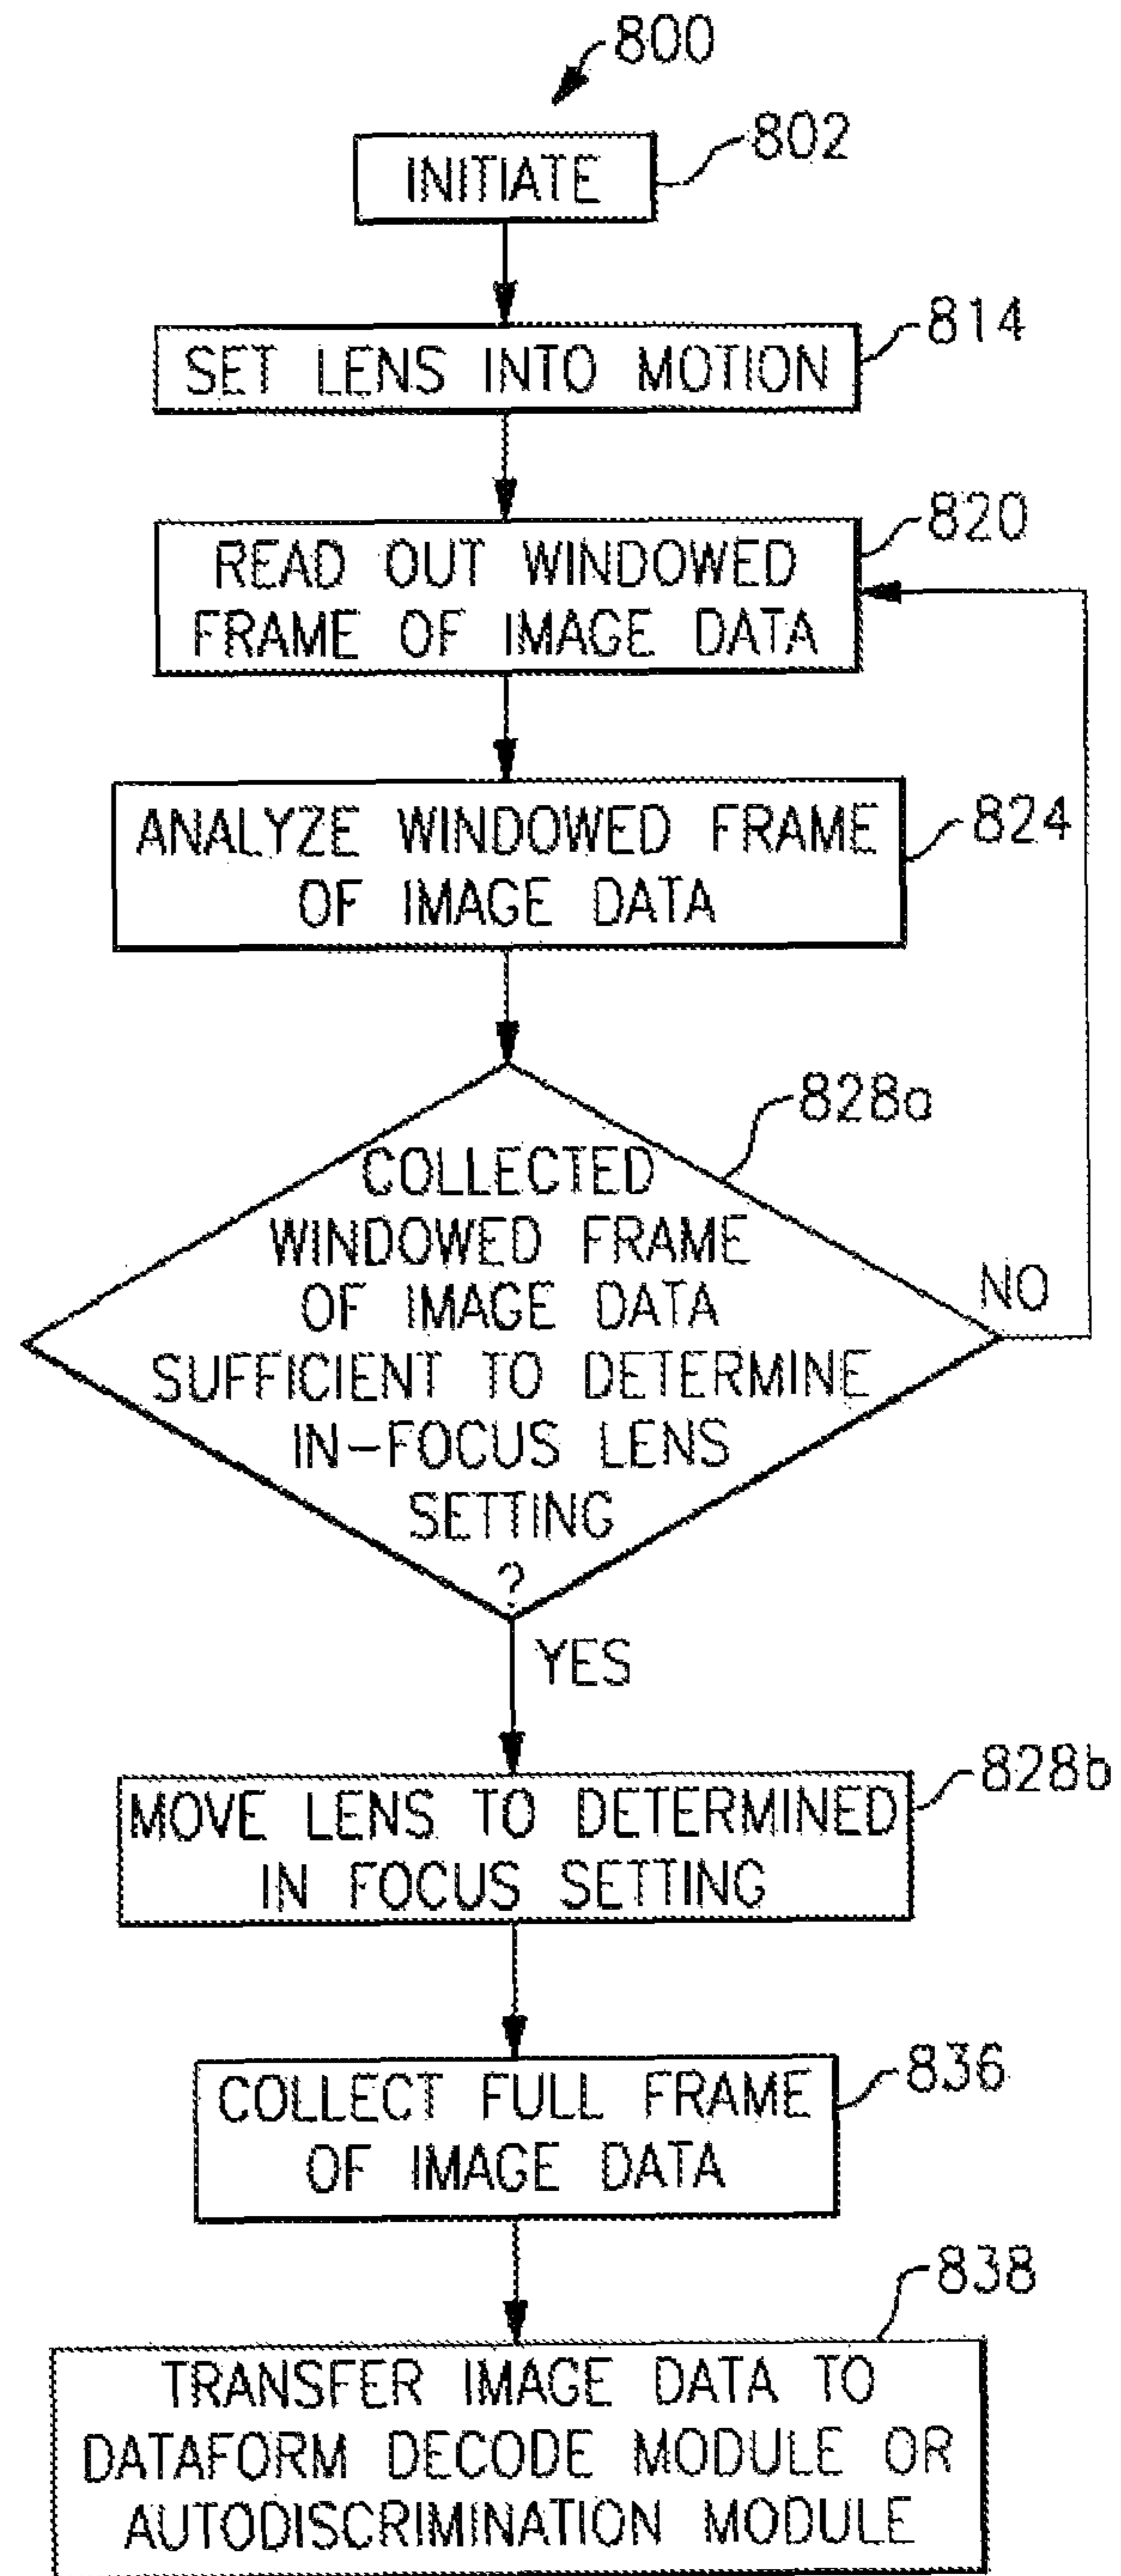 800
802
INITIATE
814
SET LENS INTO MOTION
820
READ OUT WINDOWED
FRAME OF IMAGE DATA
824
ANALYZE WINDOWED FRAME
OF IMAGE DATA
828a
COLLECTED
WINDOWED FRAME
OF IMAGE DATA
SUFFICIENT TO DETERMINE
IN-FOCUS LENS
SETTING
?
NO
YES
828b
MOVE LENS TO DETERMINED
IN FOCUS SETTING
836
COLLECT FULL FRAME
OF IMAGE DATA
838
TRANSFER IMAGE DATA TO
DATAFORM DECODE MODULE OR
AUTODISCRIMINATION MODULE